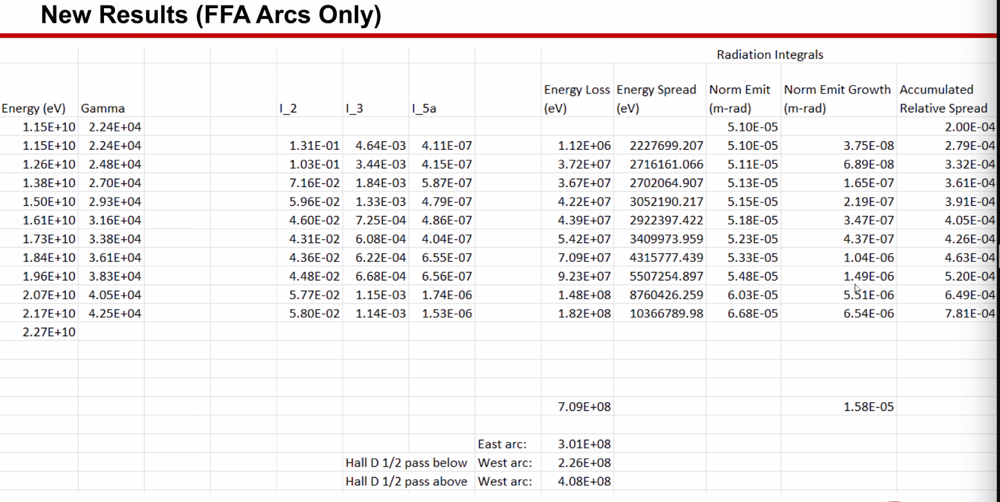 New Results (FFA Arcs Only)
Radiation Integrals
Energy Loss Energy Spread Norm Emit Norm Emit Growth Accumulated
Energy (eV) Gamma I_2 I_3 I_5a (eV) (eV) (m-rad) (m-rad) Relative Spread
1.15E+10 2.24E+04 5.10E-05 2.00E-04
1.15E+10 2.24E+04 1.31E-01 4.64E-03 4.11E-07 1.12E+06 2227699.207 5.10E-05 3.75E-08 2.79E-04
1.26E+10 2.48E+04 1.03E-01 3.44E-03 4.15E-07 3.72E+07 2716161.066 5.11E-05 6.89E-08 3.32E-04
1.38E+10 2.70E+04 7.16E-02 1.84E-03 5.87E-07 3.67E+07 2702064.907 5.13E-05 1.65E-07 3.61E-04
1.50E+10 2.93E+04 5.96E-02 1.33E-03 4.79E-07 4.22E+07 3052190.217 5.15E-05 2.19E-07 3.91E-04
1.61E+10 3.16E+04 4.60E-02 7.25E-04 4.86E-07 4.39E+07 2922397.422 5.18E-05 3.47E-07 4.05E-04
1.73E+10 3.38E+04 4.31E-02 6.08E-04 4.04E-07 5.42E+07 3409973.959 5.23E-05 4.37E-07 4.26E-04
1.84E+10 3.61E+04 4.36E-02 6.22E-04 6.55E-07 7.09E+07 4315777.439 5.33E-05 1.04E-06 4.63E-04
1.96E+10 3.83E+04 4.48E-02 6.68E-04 6.56E-07 9.23E+07 5507254.897 5.48E-05 1.49E-06 5.20E-04
2.07E+10 4.05E+04 5.77E-02 1.15E-03 1.74E-06 1.48E+08 8760426.259 6.03E-05 5.51E-06 6.49E-04
2.17E+10 4.25E+04 5.80E-02 1.14E-03 1.53E-06 1.82E+08 10366789.98 6.68E-05 6.54E-06 7.81E-04
2.27E+10
7.09E+08 1.58E-05
East arc: 3.01E+08
Hall D 1/2 pass below West arc: 2.26E+08
Hall D 1/2 pass above West arc: 4.08E+08